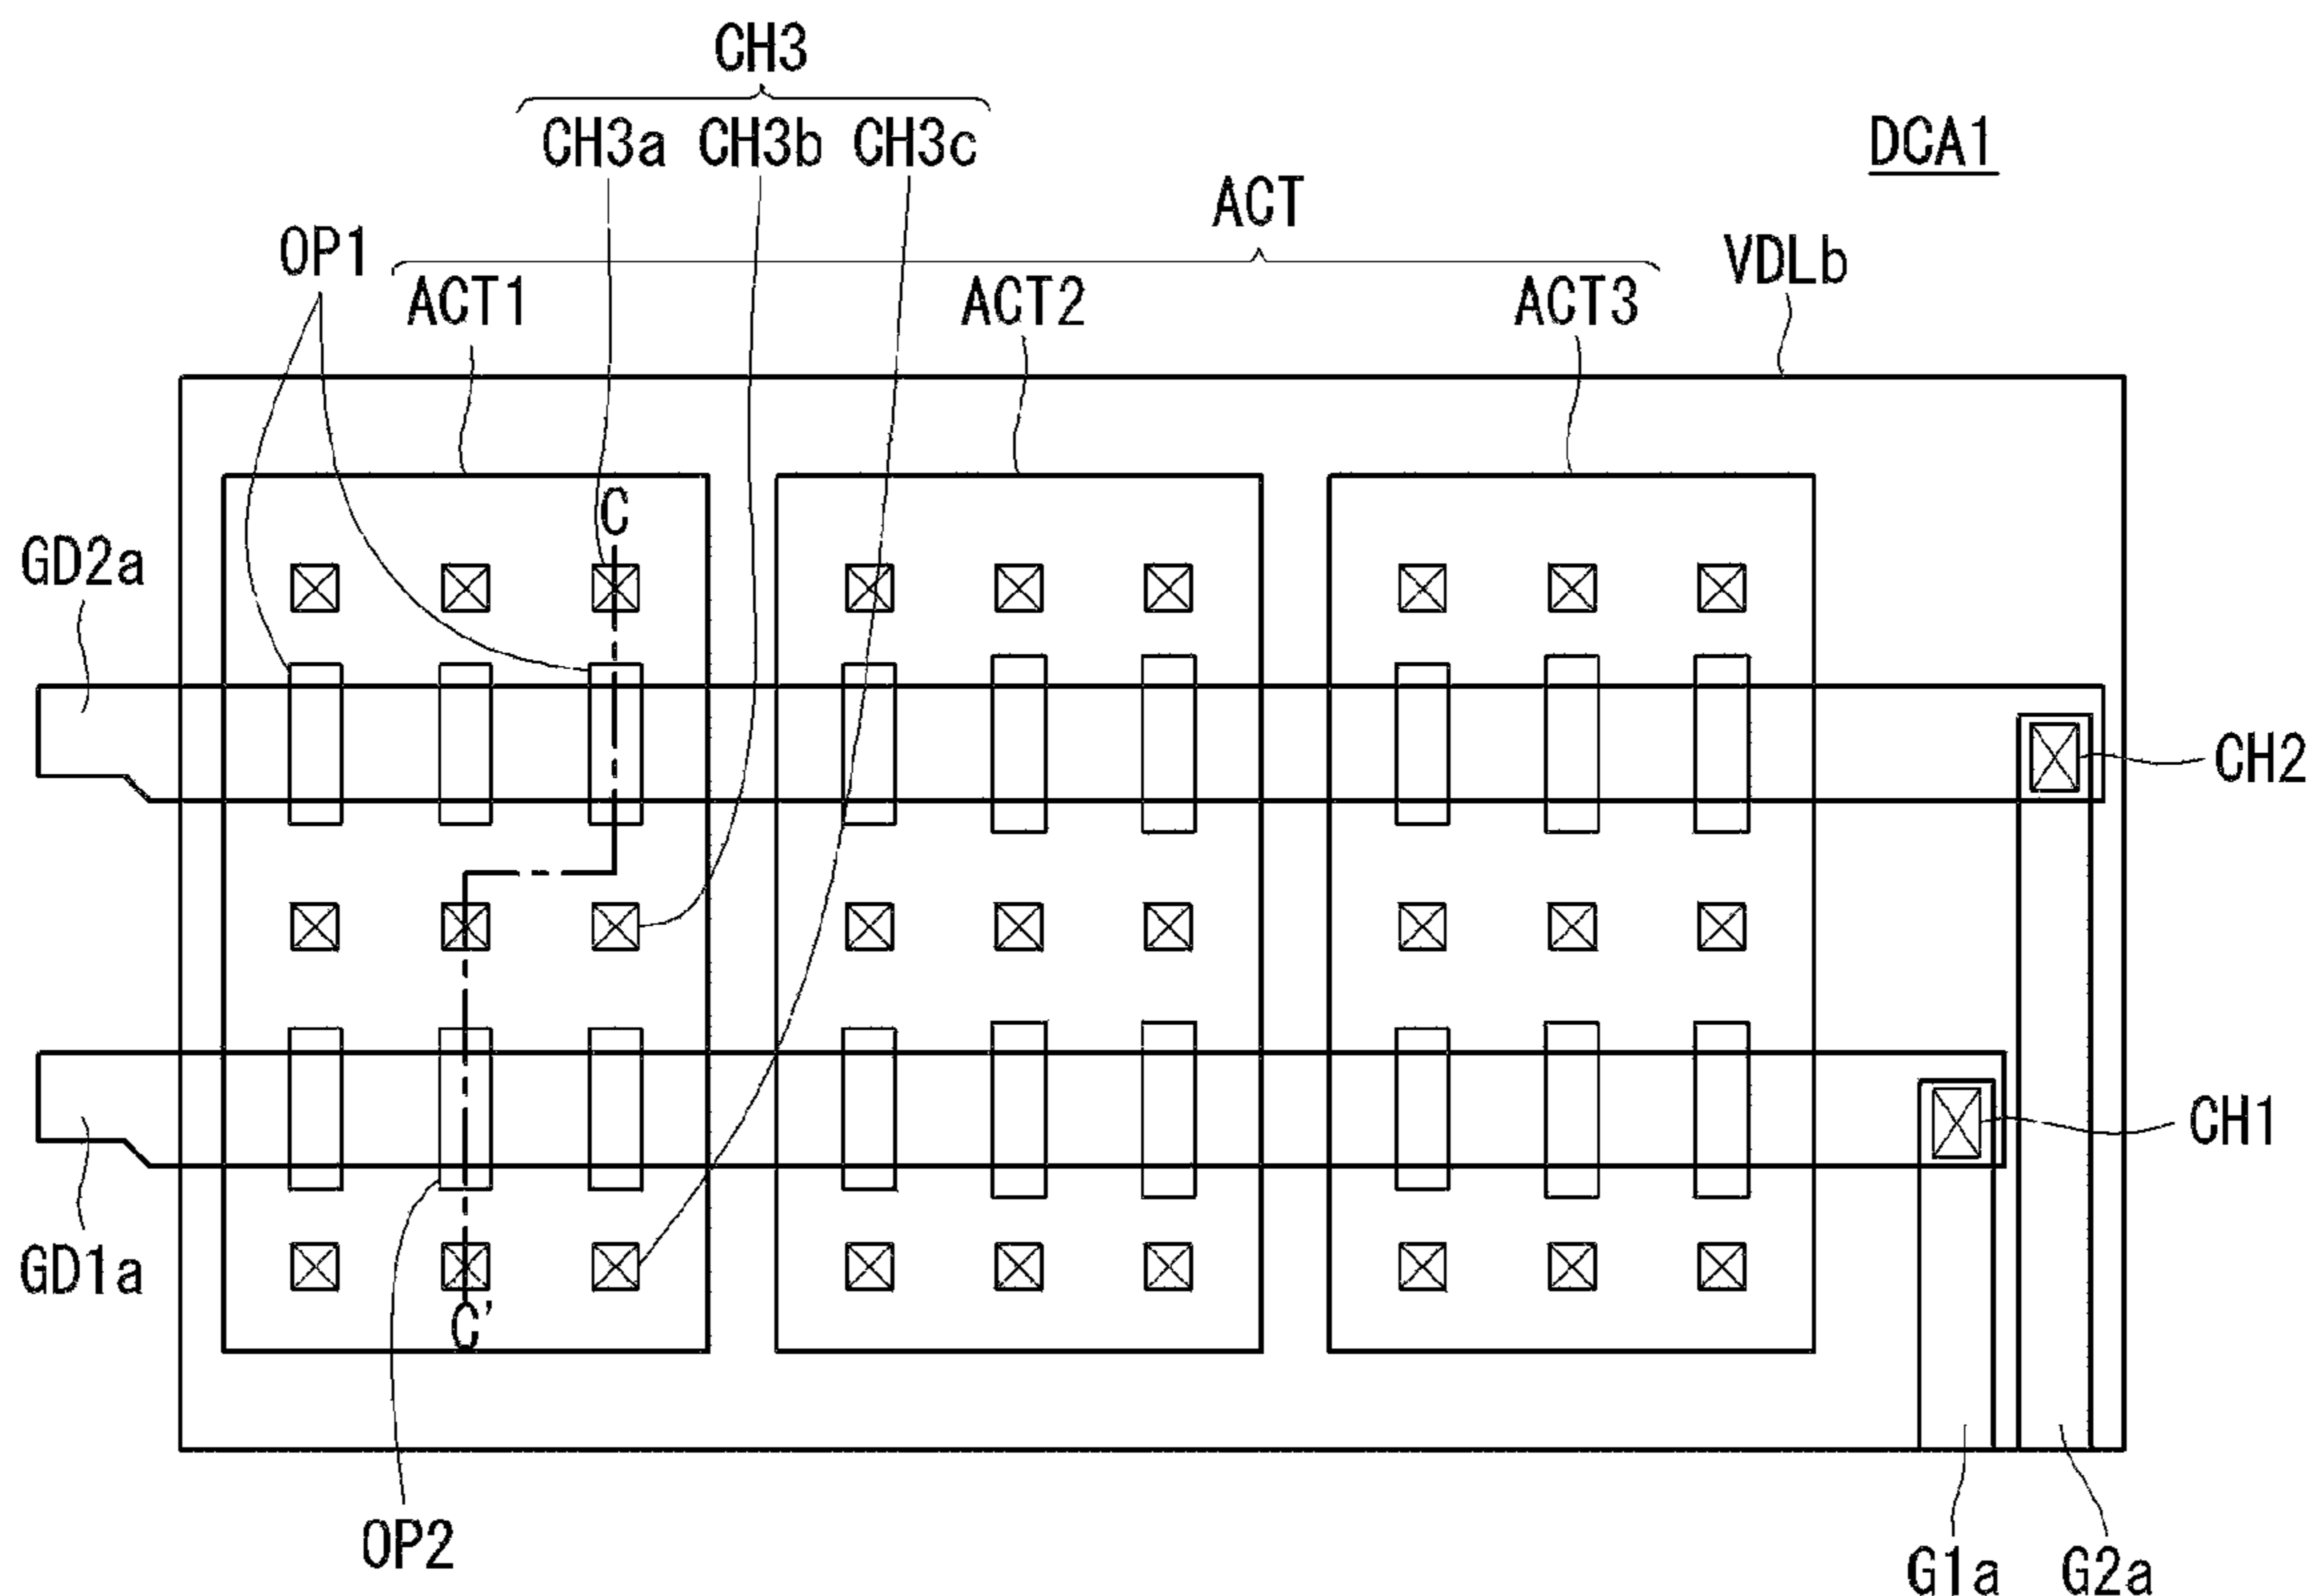 CH3
CH3a CH3b CH3c
DCA1
ACT
OP1
VDLb
ACT1
ACT2
ACT3
C
GD2a
CH2
CH1
GD1a
C'
OP2
G1a
G2a